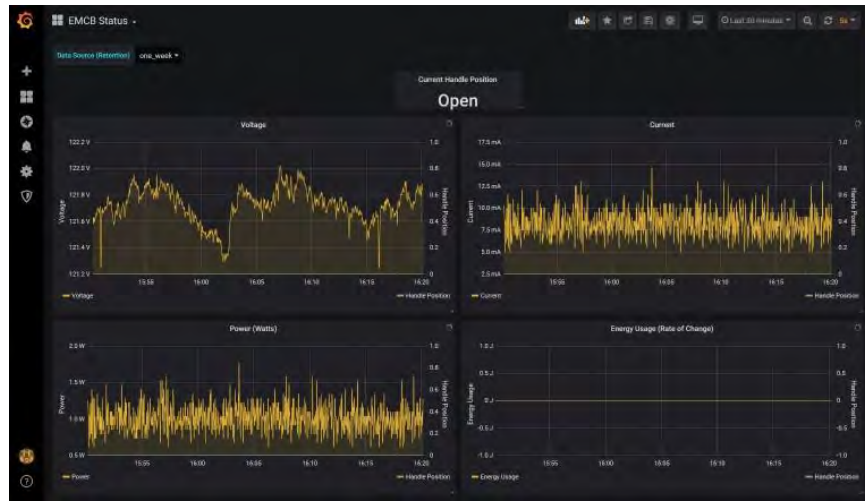 EMCB Status
Last 30 minutes
5s
Data Source (Retention) one_week
Current Handle Position
Open
Voltage
122.2 V
122.0 V
121.8 V
121.6 V
121.4 V
121.2 V
Voltage
1.0
0.8
0.6
0.4
0.2
0
Handle Position
15:55 16:00 16:05 16:10 16:15 16:20
Voltage
Handle Position
Current
17.5 mA
15.0 mA
12.5 mA
10.0 mA
7.5 mA
5.0 mA
2.5 mA
Current
1.0
0.8
0.6
0.4
0.2
0
Handle Position
15:55 16:00 16:05 16:10 16:15 16:20
Current
Handle Position
Power (Watts)
2.0 W
1.5 W
1.0 W
0.5 W
Power
1.0
0.8
0.6
0.4
0.2
0
Handle Position
15:55 16:00 16:05 16:10 16:15 16:20
Power
Handle Position
Energy Usage (Rate of Change)
1.0 J
0.5 J
0 J
-0.5 J
-1.0 J
Energy Usage
1.0
0.5
0
-0.5
-1.0
Handle Position
15:55 16:00 16:05 16:10 16:15 16:20
Energy Usage
Handle Position